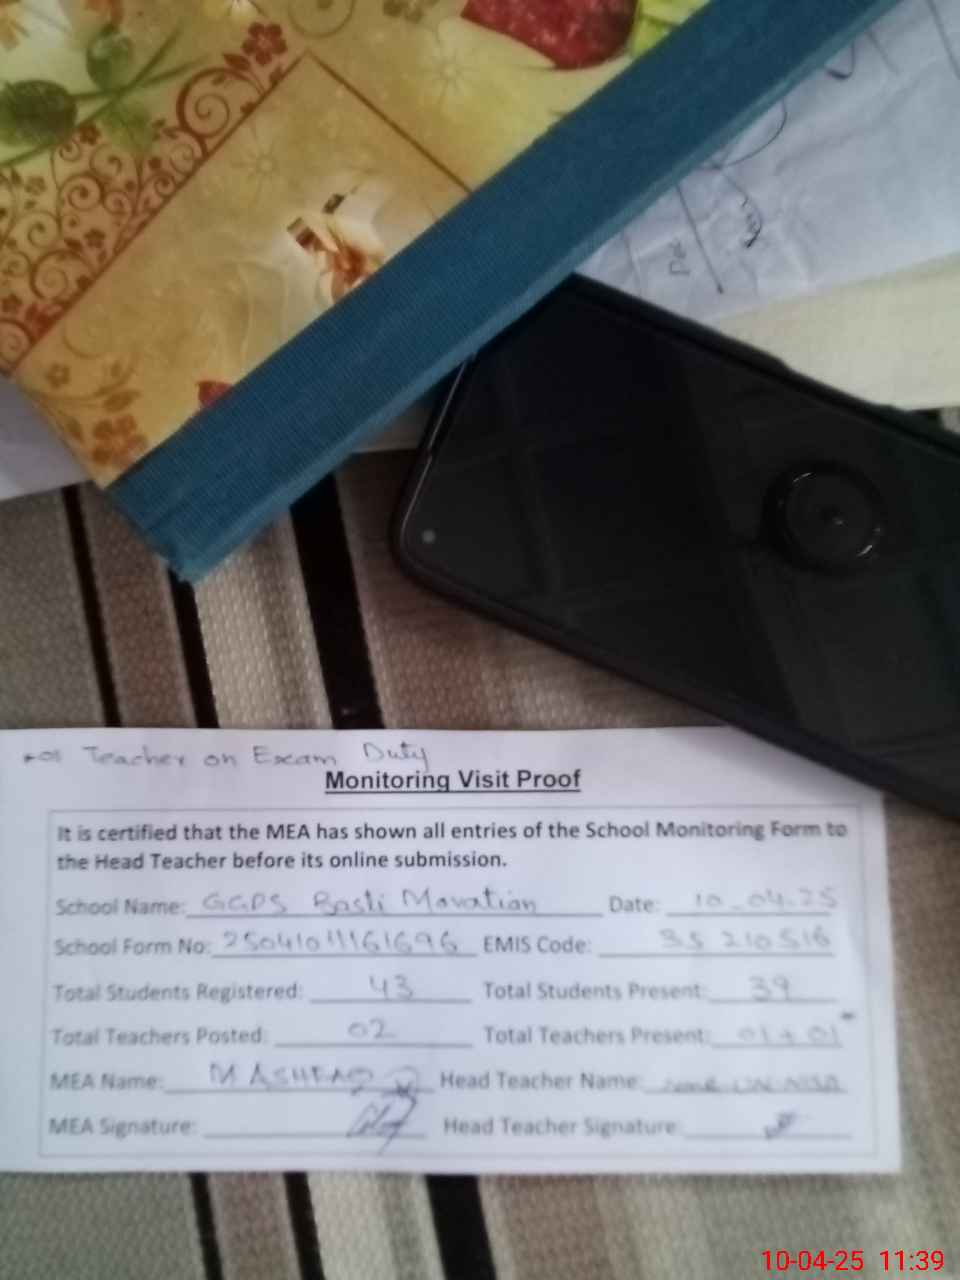 +01 Teacher on Exam Duty
Monitoring Visit Proof
It is certified that the MEA has shown all entries of the School Monitoring Form to
the Head Teacher before its online submission.
School Name: GGPS Basti Mavatian Date: 10-04-25
School Form No: 25041011161696 EMIS Code: 35210516
Total Students Registered: 43 Total Students Present: 39
Total Teachers Posted: 02 Total Teachers Present: 01+01
MEA Name: M ASHFAQ Head Teacher Name:
MEA Signature: Head Teacher Signature:
10-04-25 11:39